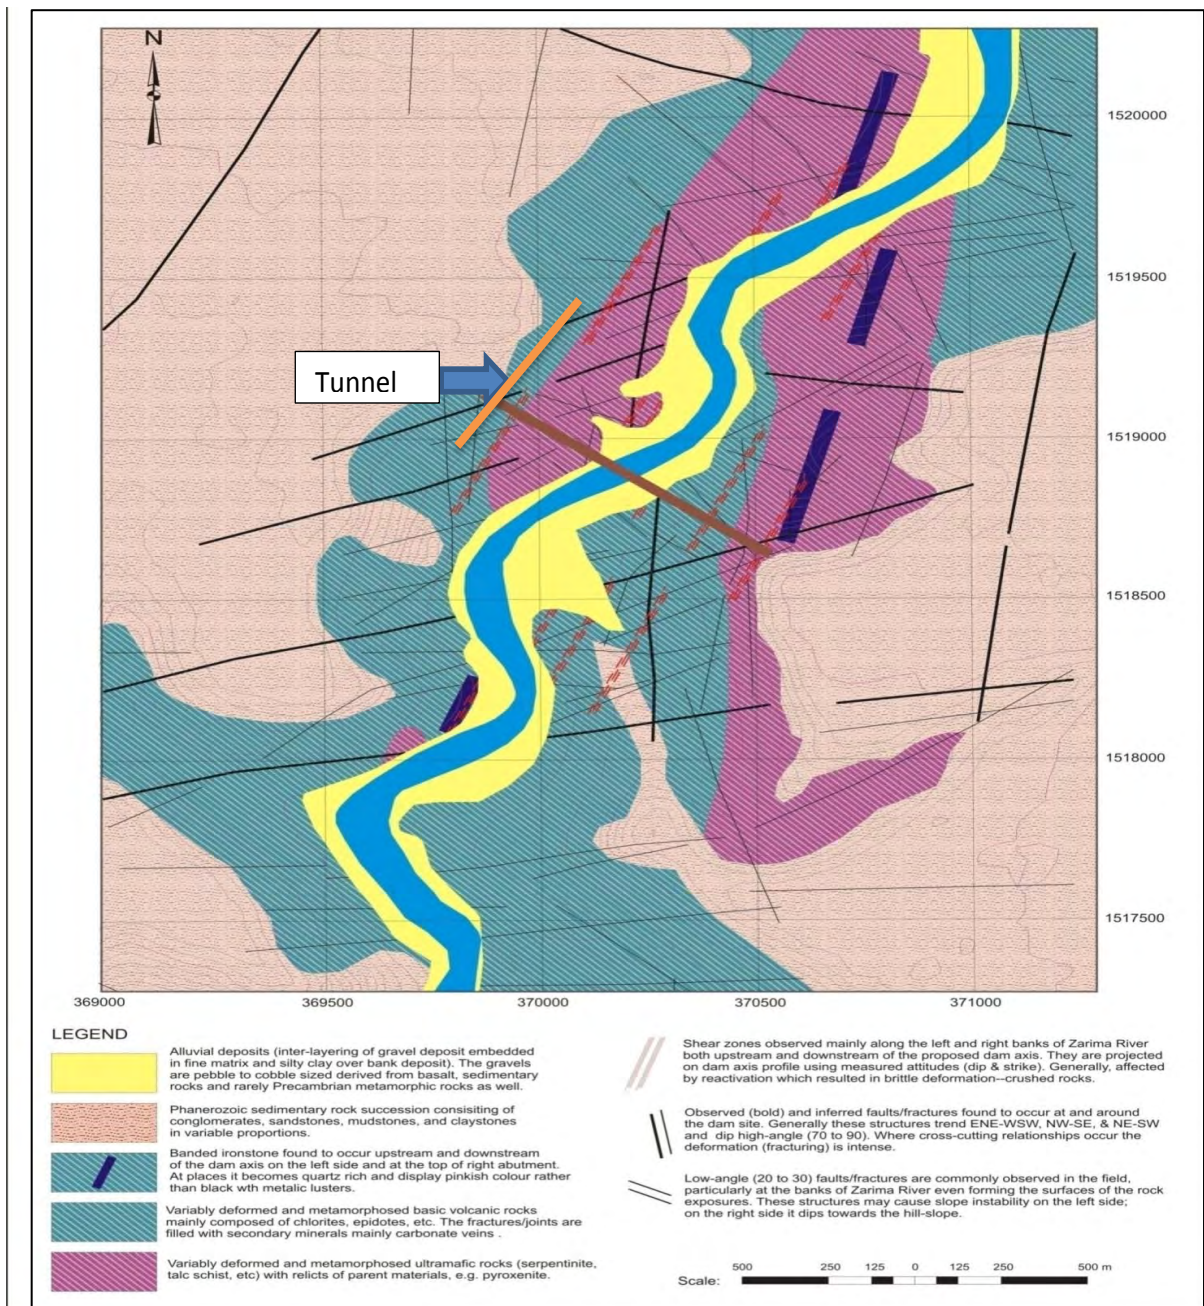 N
1520000
1519500
Tunnel
1519000
1518500
1518000
1517500
369000
369500
370000
370500
371000
LEGEND
Alluvial deposits (inter-layering of gravel deposit embedded
in fine matrix and silty clay over bank deposit). The gravels
are pebble to cobble sized derived from basalt, sedimentary
rocks and rarely Precambrian metamorphic rocks as well.
Phanerozoic sedimentary rock succession consisiting of
conglomerates, sandstones, mudstones, and claystones
in variable proportions.
Banded ironstone found to occur upstream and downstream
of the dam axis on the left side and at the top of right abutment.
At places it becomes quartz rich and display pinkish colour rather
than black wth metalic lusters.
Variably deformed and metamorphosed basic volcanic rocks
mainly composed of chlorites, epidotes, etc. The fractures/joints are
filled with secondary minerals mainly carbonate veins .
Variably deformed and metamorphosed ultramafic rocks (serpentinite,
talc schist, etc) with relicts of parent materials, e.g. pyroxenite.
Shear zones observed mainly along the left and right banks of Zarima River
both upstream and downstream of the proposed dam axis. They are projected
on dam axis profile using measured attitudes (dip & strike). Generally, affected
by reactivation which resulted in brittle deformation--crushed rocks.
Observed (bold) and inferred faults/fractures found to occur at and around
the dam site. Generally these structures trend ENE-WSW, NW-SE, & NE-SW
and dip high-angle (70 to 90). Where cross-cutting relationships occur the
deformation (fracturing) is intense.
Low-angle (20 to 30) faults/fractures are commonly observed in the field,
particularly at the banks of Zarima River even forming the surfaces of the rock
exposures. These structures may cause slope instability on the left side;
on the right side it dips towards the hill-slope.
Scale:
500 250 125 0 125 250 500 m